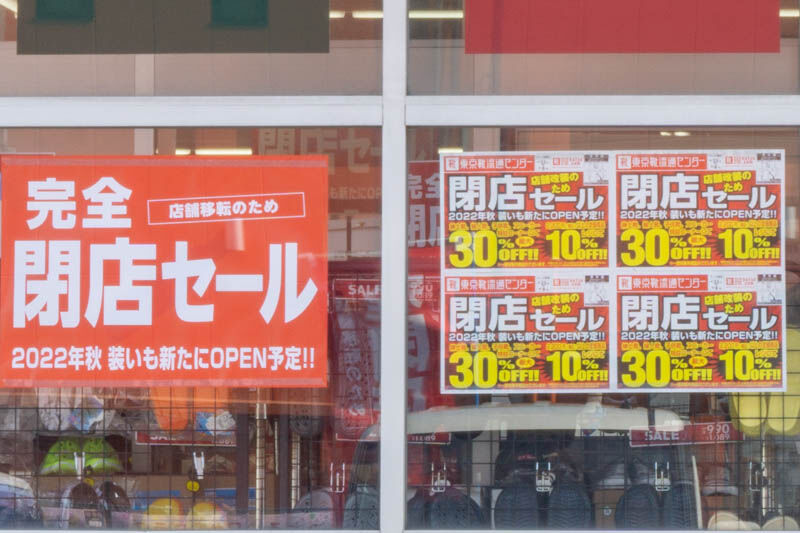 完全
店舗移転のため
閉店セール
2022年秋 装いも新たにOPEN予定!!
東京靴流通センター
閉店セール
店舗改装の
ため
2022年秋 装いも新たにOPEN予定!!
30%OFF!!
10%OFF!!
東京靴流通センター
閉店セール
店舗改装の
ため
2022年秋 装いも新たにOPEN予定!!
30%OFF!!
10%OFF!!
東京靴流通センター
閉店セール
店舗改装の
ため
2022年秋 装いも新たにOPEN予定!!
30%OFF!!
10%OFF!!
東京靴流通センター
閉店セール
店舗改装の
ため
2022年秋 装いも新たにOPEN予定!!
30%OFF!!
10%OFF!!
SALE
SALE
¥990